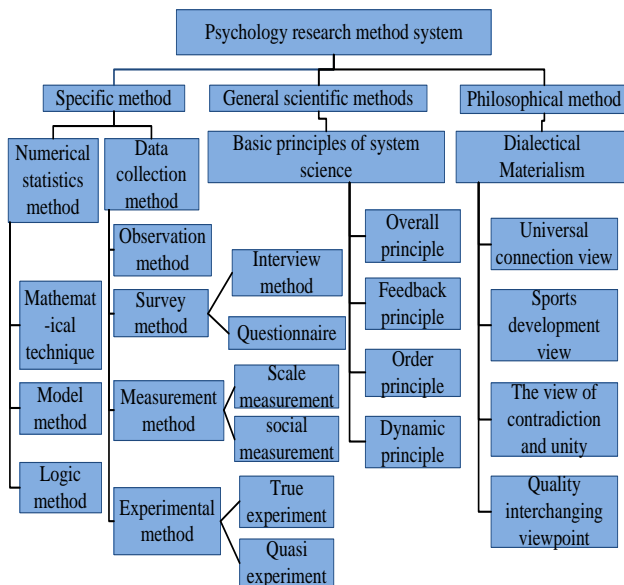 Psychology research method system
Specific method
General scientific methods
Philosophical method
Numerical
statistics
method
Data
collection
method
Basic principles of system
science
Dialectical
Materialism
Observation
method
Survey
method
Interview
method
Questionnaire
Measurement
method
Scale
measurement
social
measurement
Experimental
method
True
experiment
Quasi
experiment
Mathemat
-ical
technique
Model
method
Logic
method
Overall
principle
Feedback
principle
Order
principle
Dynamic
principle
Universal
connection view
Sports
development
view
The view of
contradiction
and unity
Quality
interchanging
viewpoint